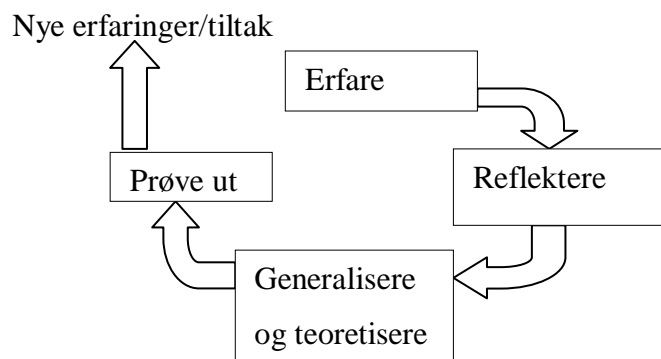 Nye erfaringer/tiltak
Erfare
Prøve ut
Reflektere
Generalisere
og teoretisere